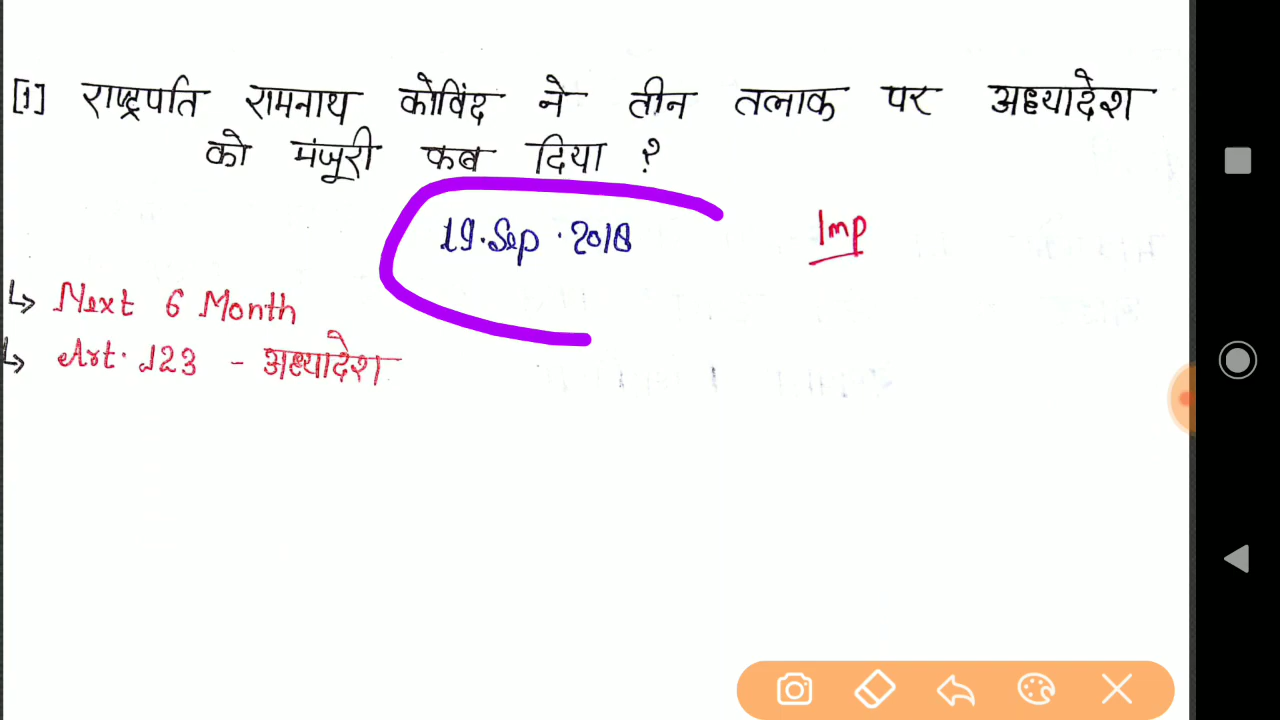 [1] राष्ट्रपति रामनाथ कोविंद ने तीन तलाक पर अध्यादेश
को मंजूरी कब दिया ?
19. Sep . 2018
Imp
↳ Next 6 Month
↳ Art. 123 - अध्यादेश